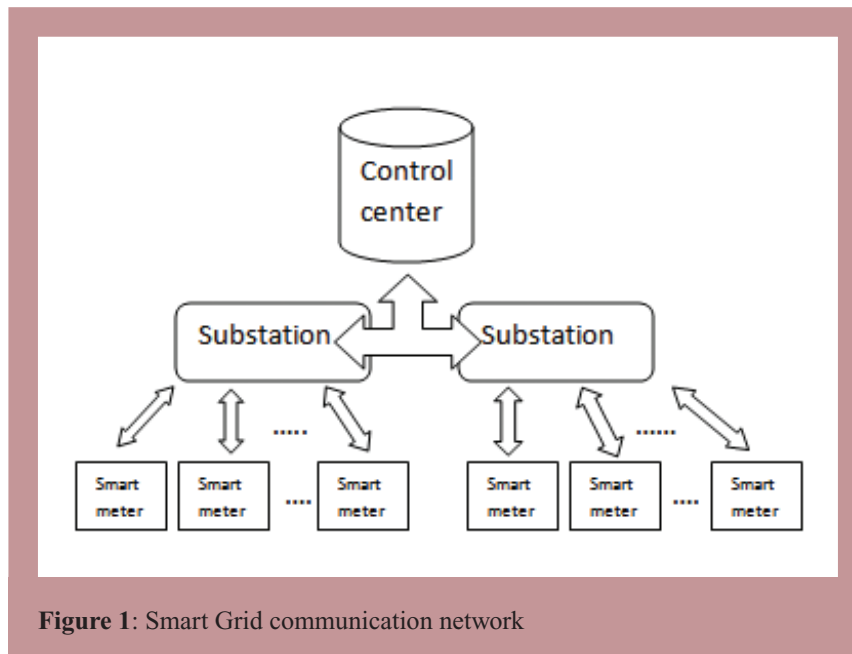 Control
center
Substation
Substation
.....
......
Smart
meter
Smart
meter
....
Smart
meter
Smart
meter
Smart
meter
....
Smart
meter
Figure 1: Smart Grid communication network